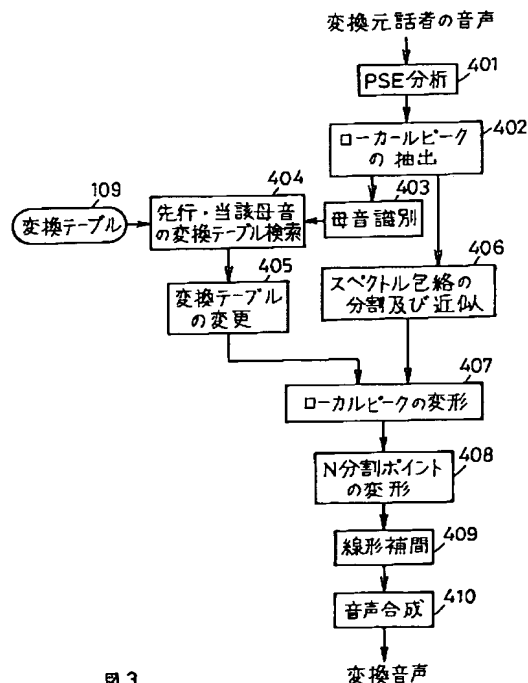 変換元話者の音声
401
PSE分析
402
ローカールピーク
の抽出
404
403
109
変換テーブル
先行・当該母音
の変換テーブル検索
母音識別
405
406
変換テーブル
の変更
スペクトル包絡の
分割及び近似
407
ローカルピークの変形
408
N分割ポイント
の変形
409
線形補間
410
音声合成
図3
変換音声